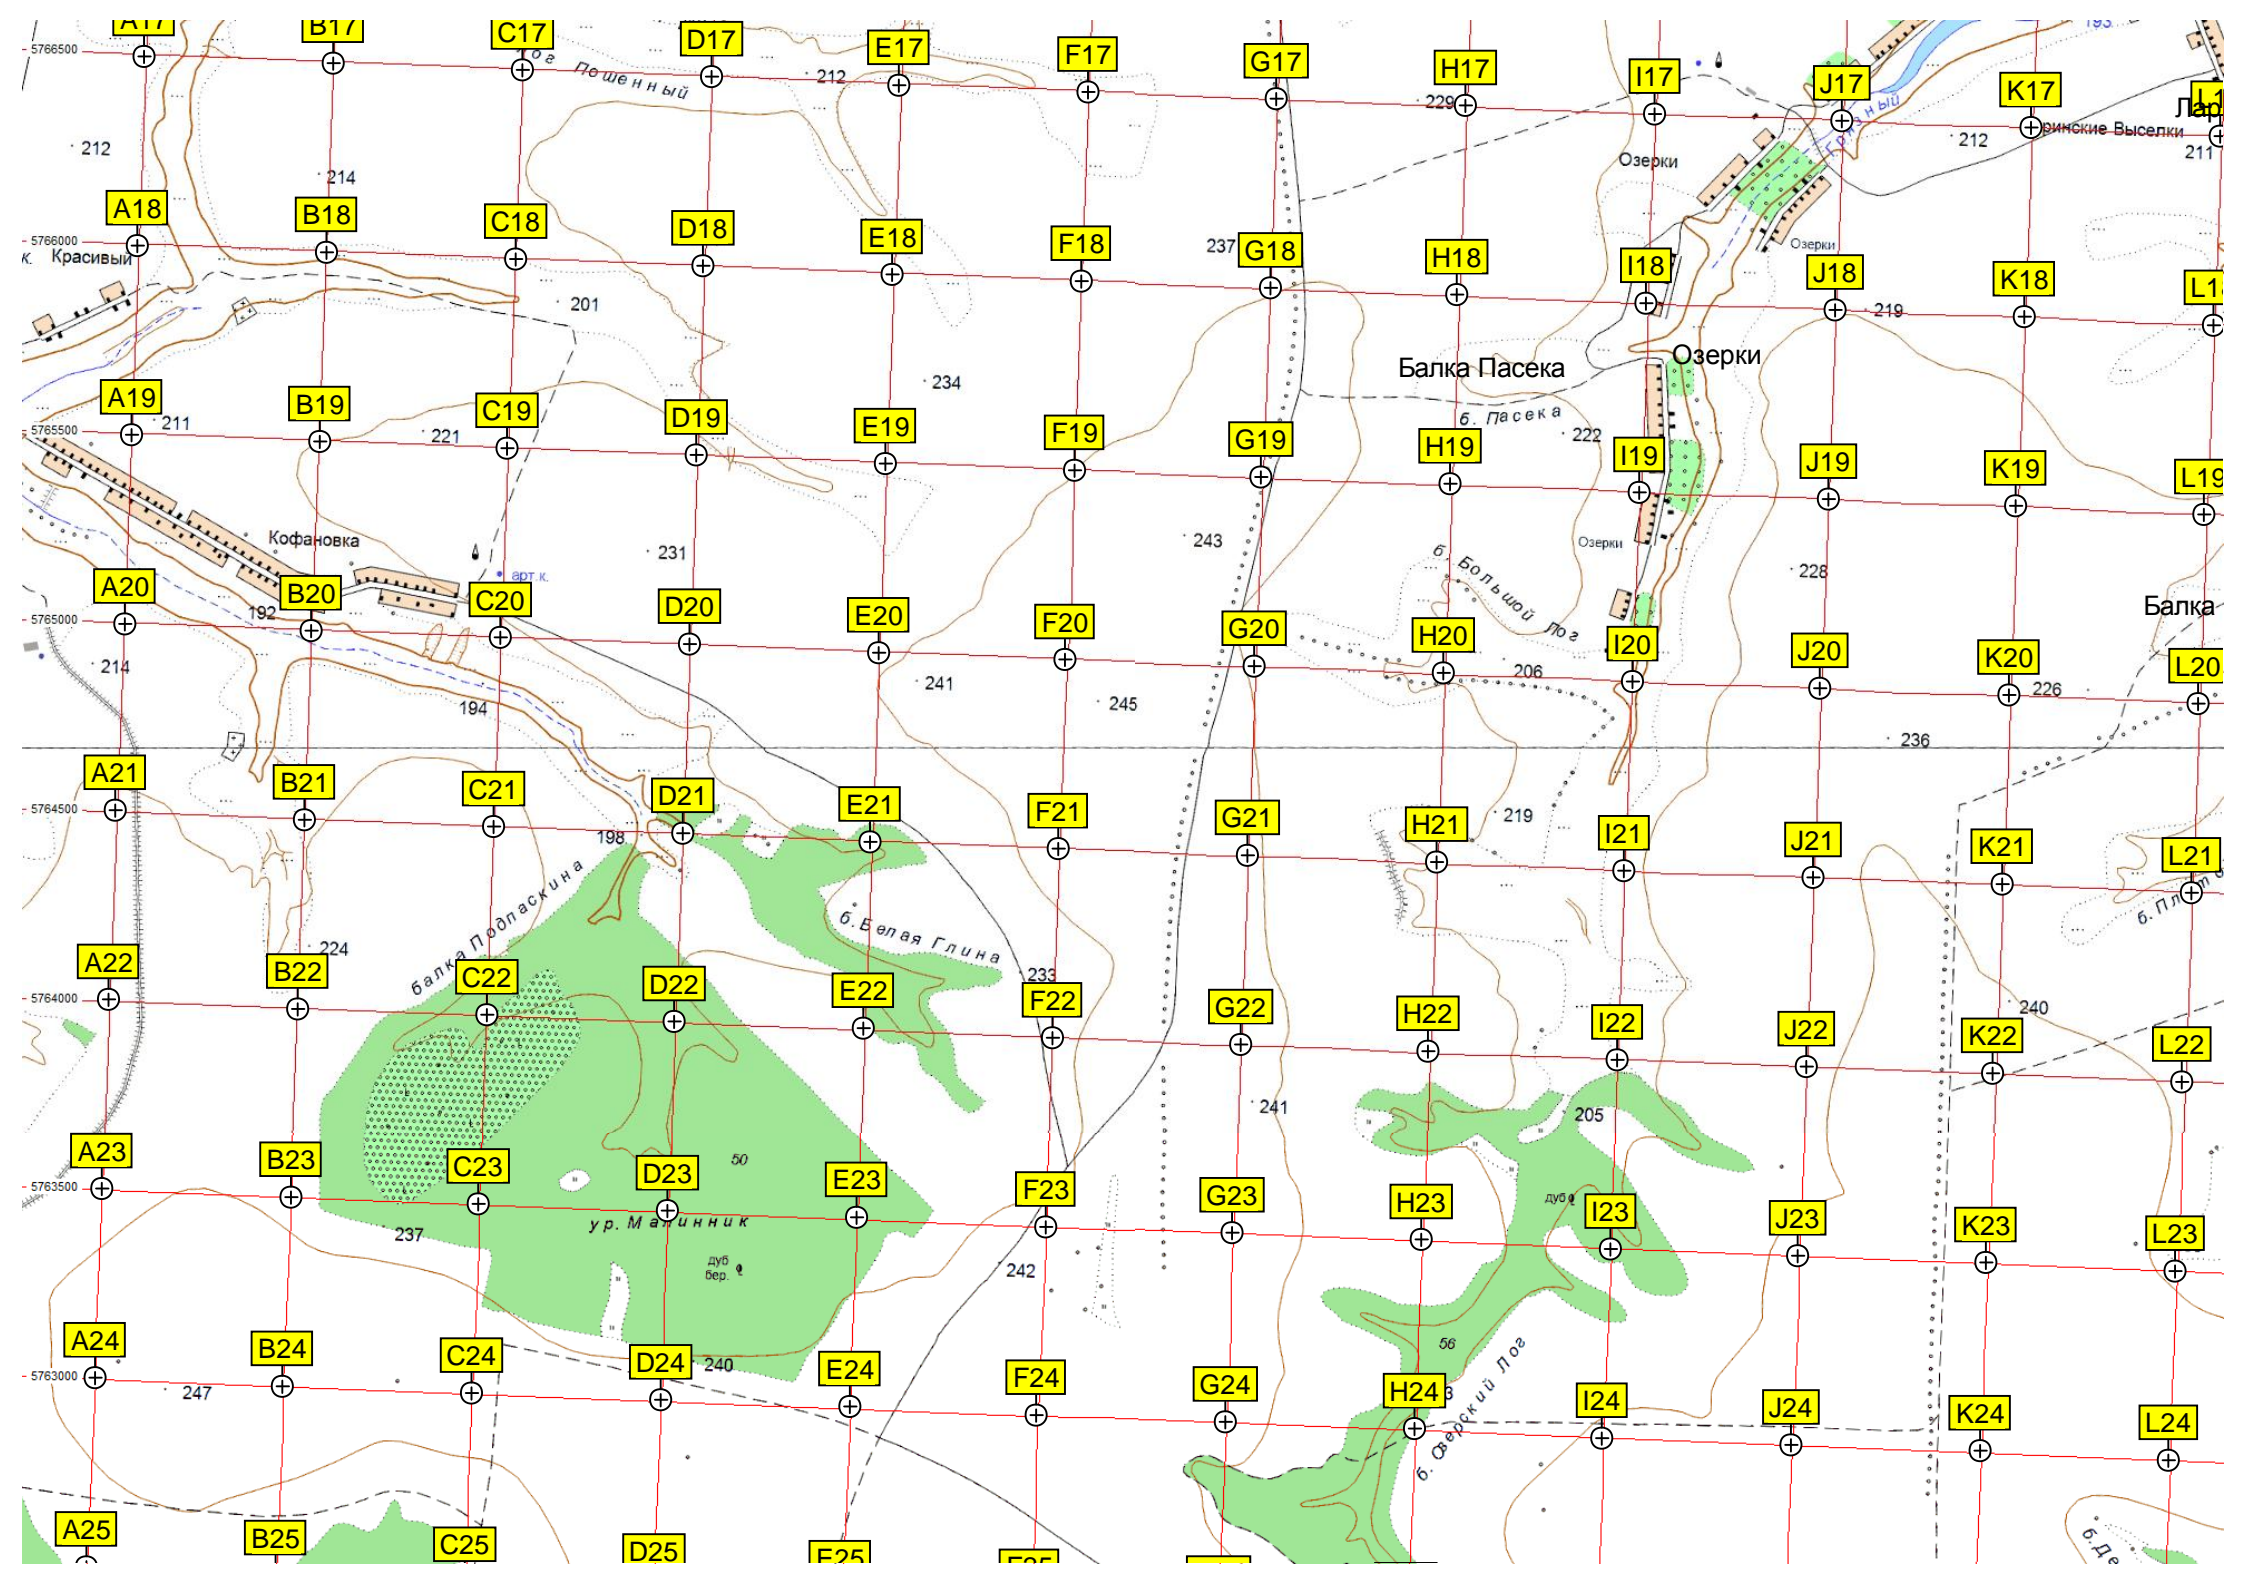 A17 B17 C17 D17 E17 F17 G17 H17 I17 J17 K17
193
5766500
Лог Пошенный
212
229
Грязный
Ларинские Выселки
212
212
211
214
Озерки
Озерки
A18 B18 C18 D18 E18 F18 G18 H18 I18 J18 K18
5766000
к. Красивый
237
201
219
Балка Пасека
Озерки
234
б. Пасека
A19 B19 C19 D19 E19 F19 G19 H19 I19 J19 K19 L19
5765500
211
221
222
Кофановка
231
243
б. Большой Лог
Озерки
228
арт.к.
Балка
A20 B20 C20 D20 E20 F20 G20 H20 I20 J20 K20 L20
5765000
192
214
206
241
226
194
245
236
A21 B21 C21 D21 E21 F21 G21 H21 I21 J21 K21 L21
5764500
198
219
балка Подпаскина
б. Белая Глина
224
233
240
A22 B22 C22 D22 E22 F22 G22 H22 I22 J22 K22 L22
5764000
241
205
50
A23 B23 C23 D23 E23 F23 G23 H23 I23 J23 K23 L23
5763500
дуб
ур. Малинник
237
дуб
бер.
242
56
A24 B24 C24 D24 E24 F24 G24 H24 I24 J24 K24 L24
5763000
240
247
б. Озерский Лог
A25 B25 C25 D25 E25